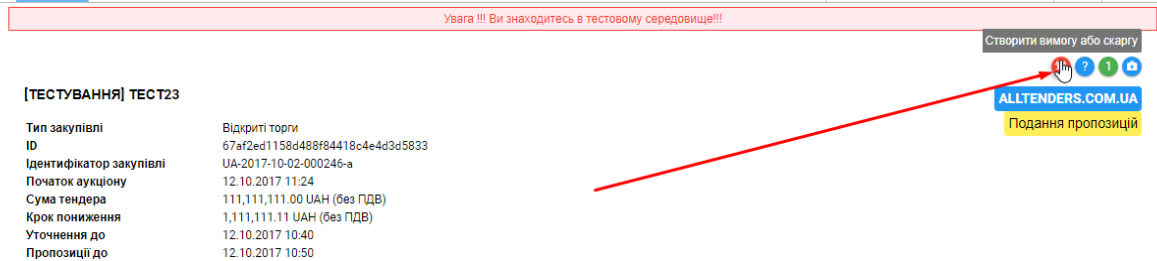 Увага !!! Ви знаходитесь в тестовому середовище!!!
Створити вимогу або скаргу
? 1
[ТЕСТУВАННЯ] ТЕСТ23
ALLTENDERS.COM.UA
Подання пропозицій
Тип закупівлі Відкриті торги
ID 67af2ed1158d488f84418c4e4d3d5833
Ідентифікатор закупівлі UA-2017-10-02-000246-a
Початок аукціону 12.10.2017 11:24
Сума тендера 111,111,111.00 UAH (без ПДВ)
Крок пониження 1,111,111.11 UAH (без ПДВ)
Уточнення до 12.10.2017 10:40
Пропозиції до 12.10.2017 10:50